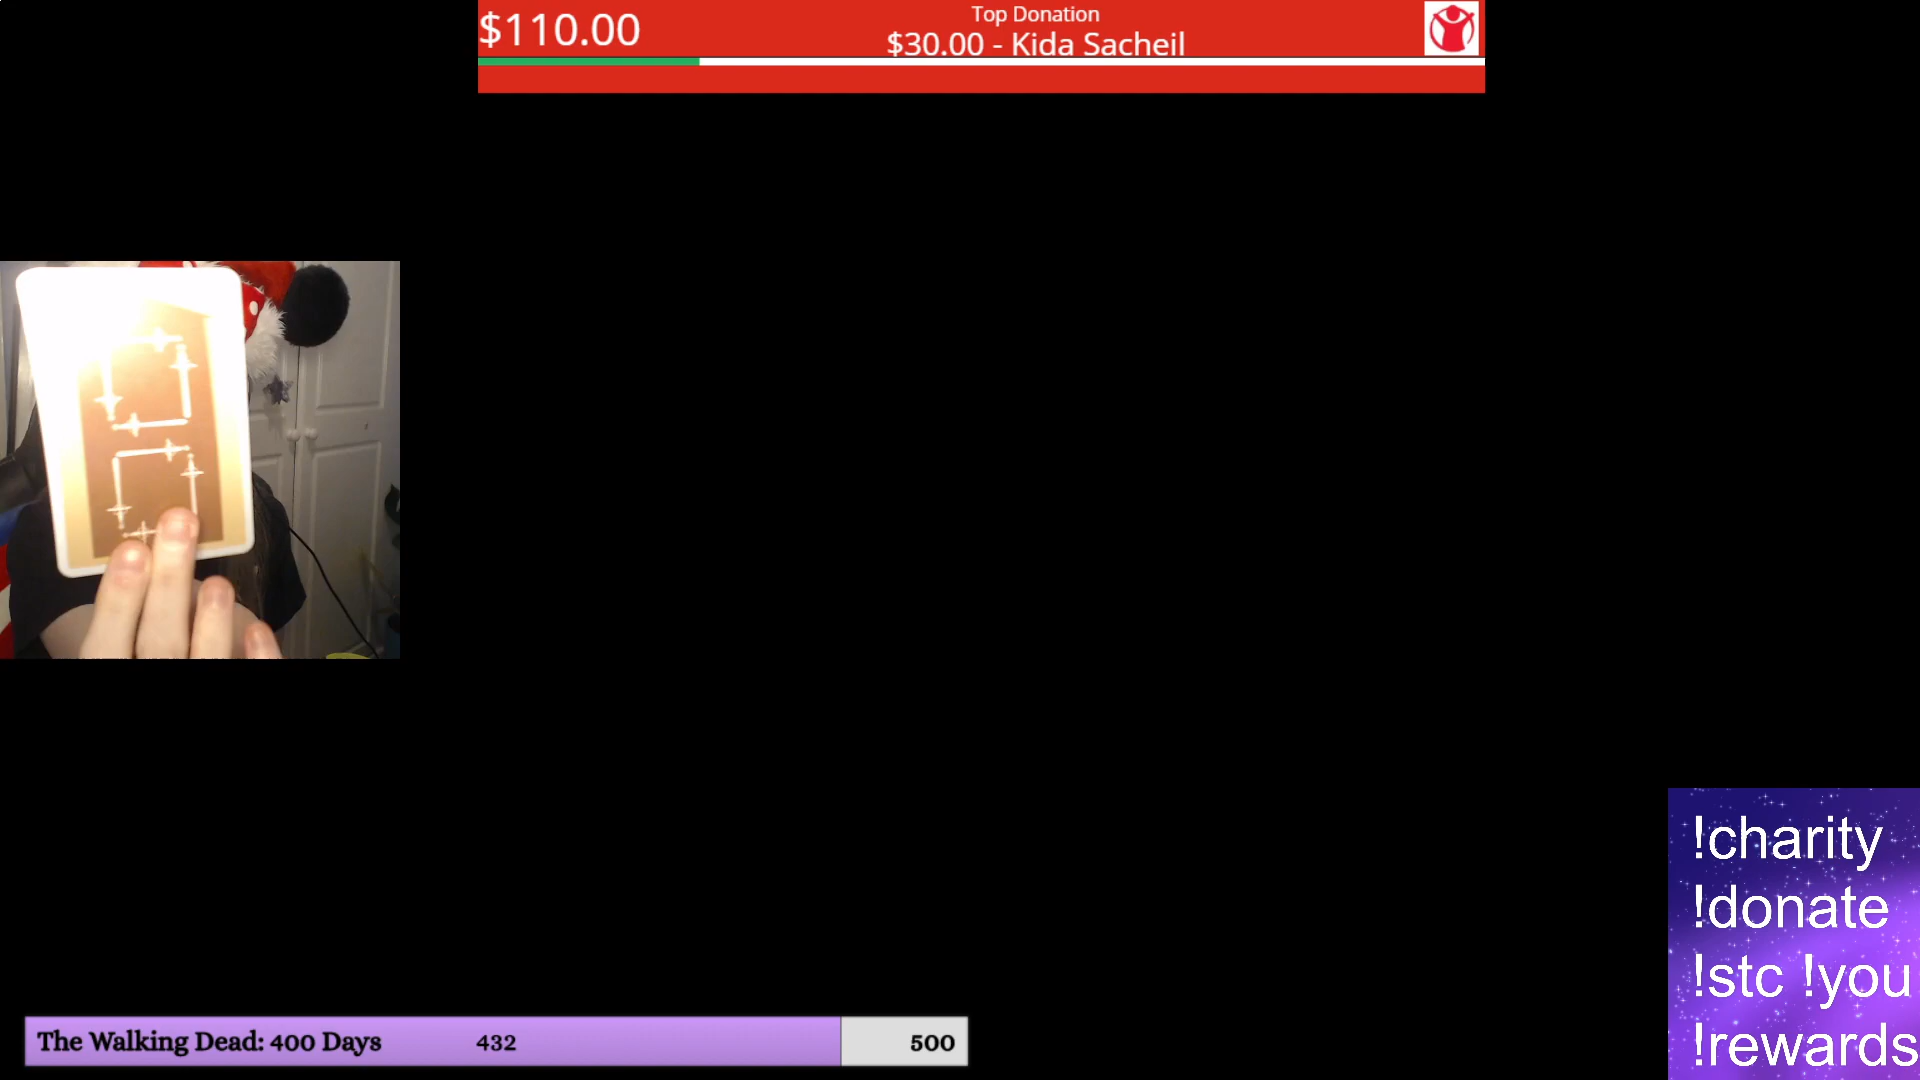 $110.00
Top Donation
$30.00 - Kida Sacheil
!charity
!donate
!stc !you
!rewards
The Walking Dead: 400 Days 432 500